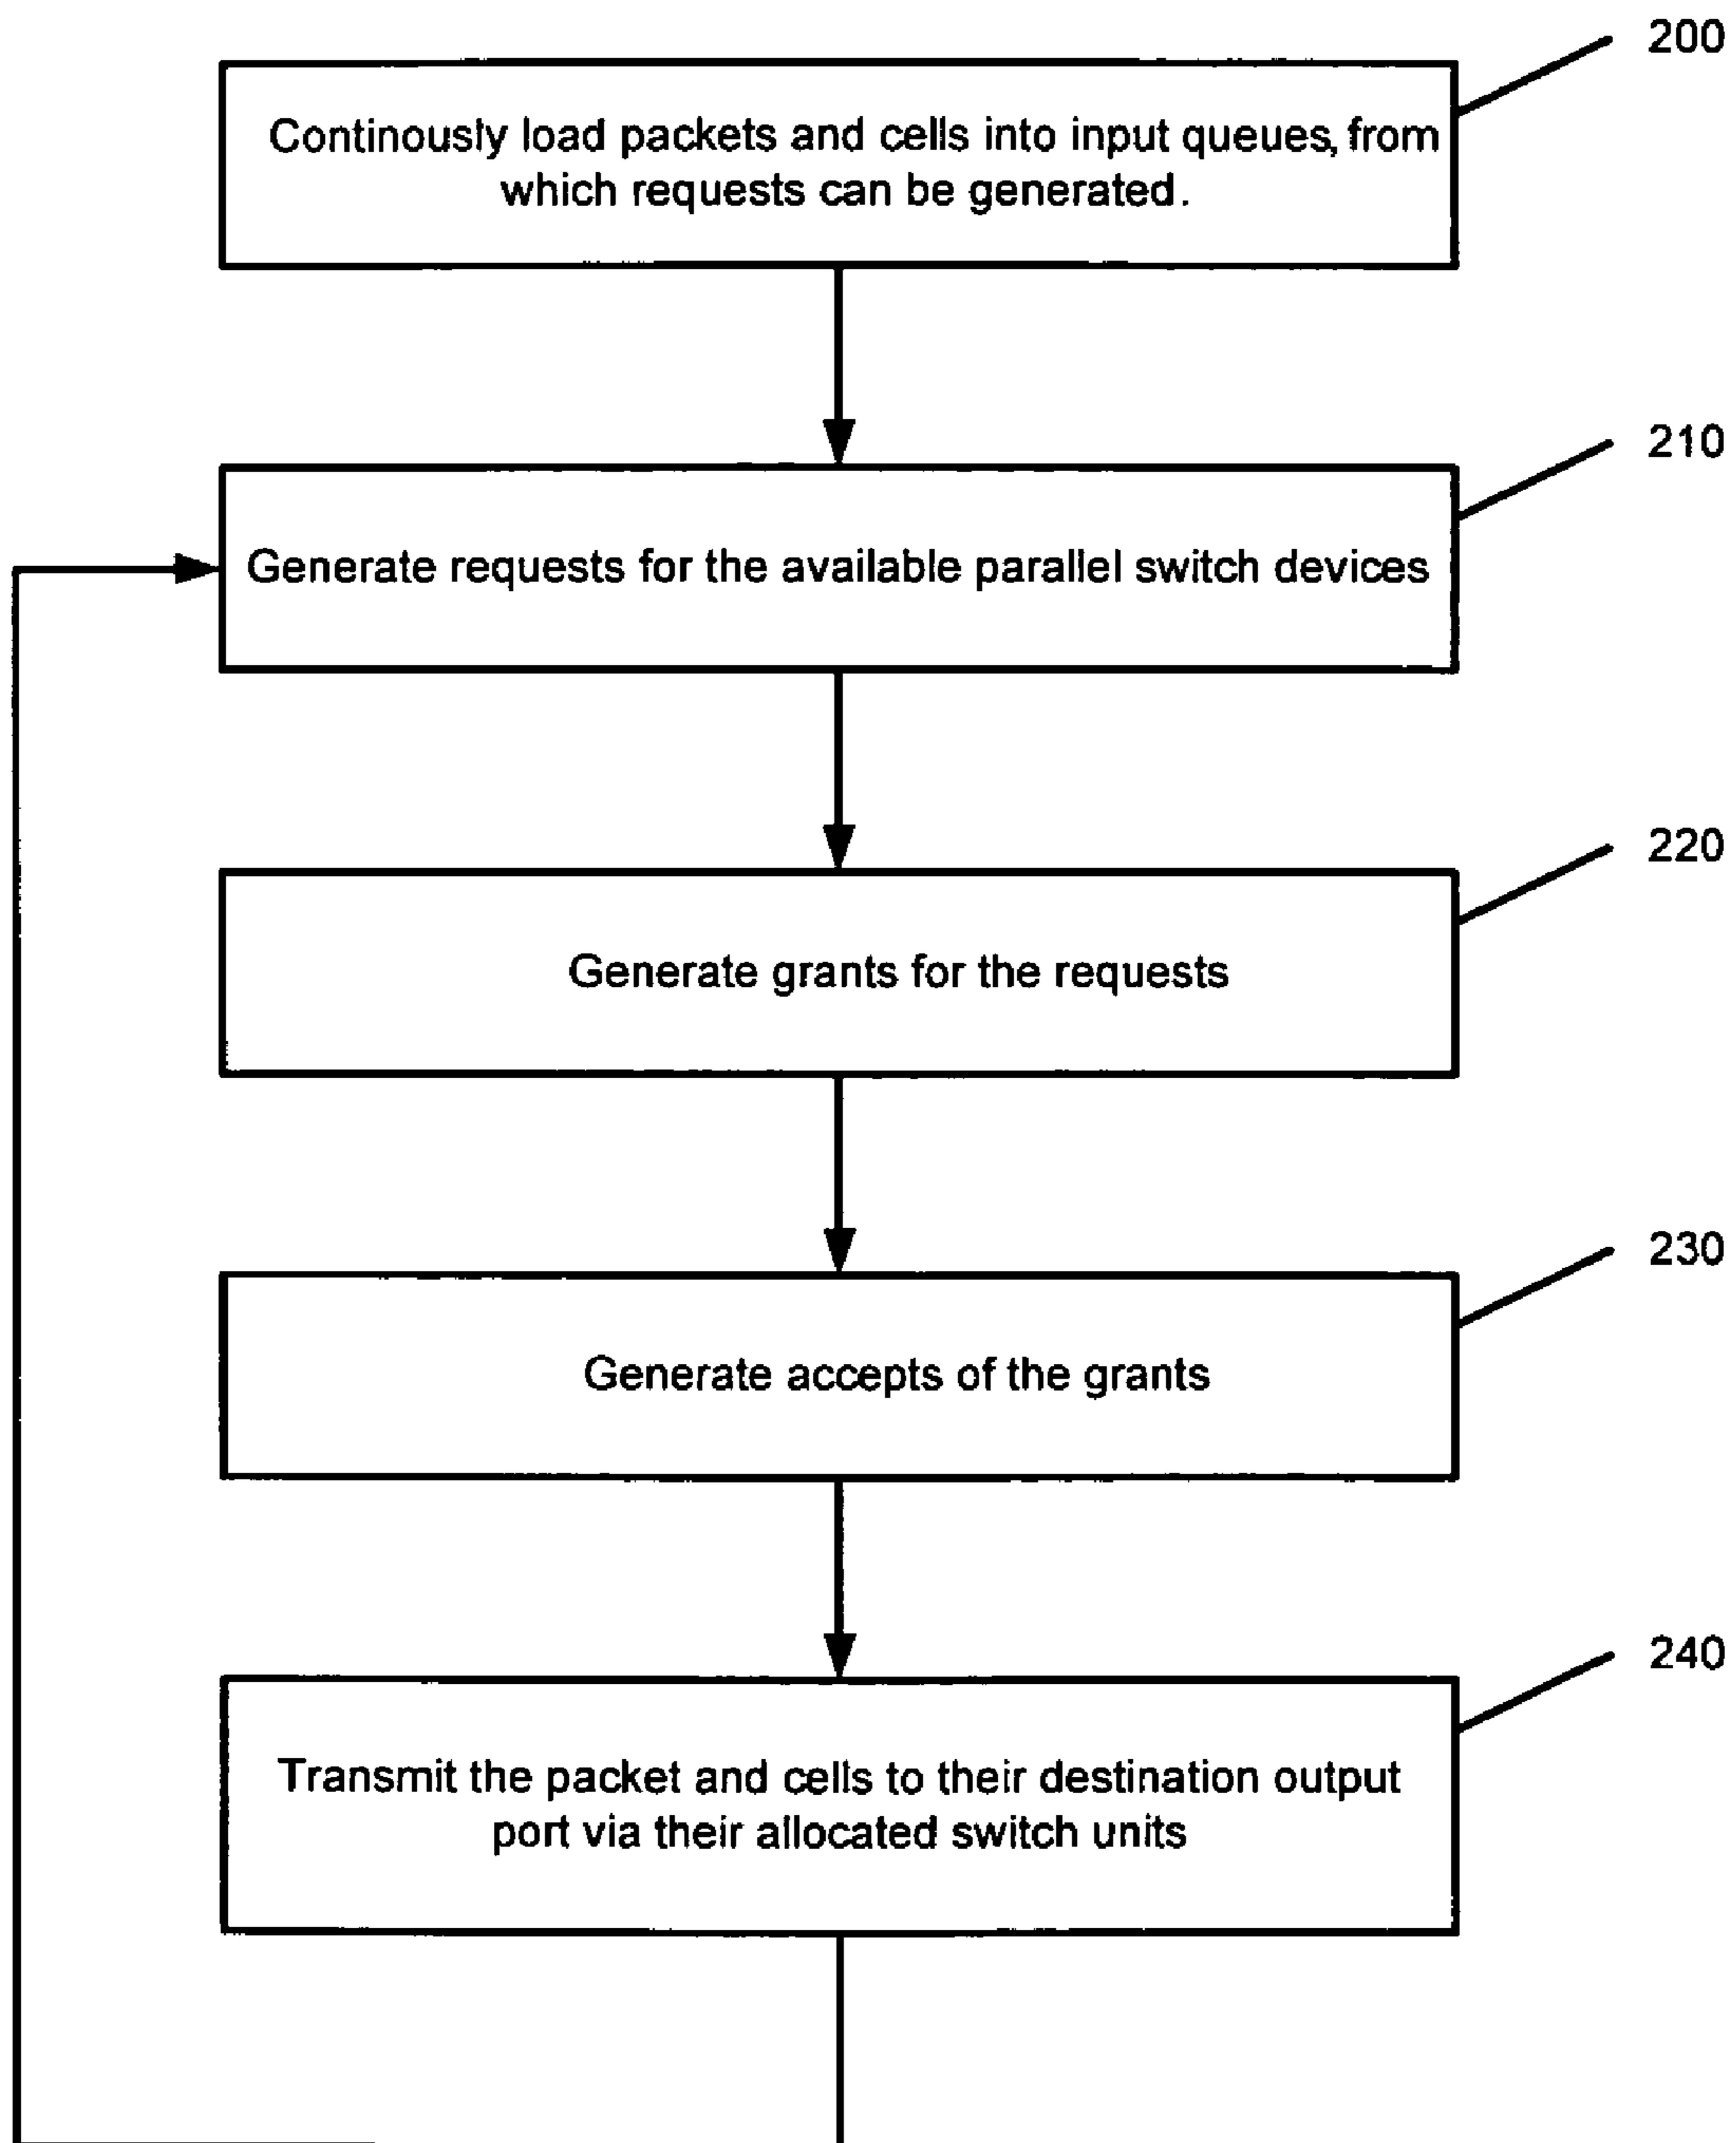 200
Continously load packets and cells into input queues, from
which requests can be generated.
210
Generate requests for the available parallel switch devices
220
Generate grants for the requests
230
Generate accepts of the grants
240
Transmit the packet and cells to their destination output
port via their allocated switch units